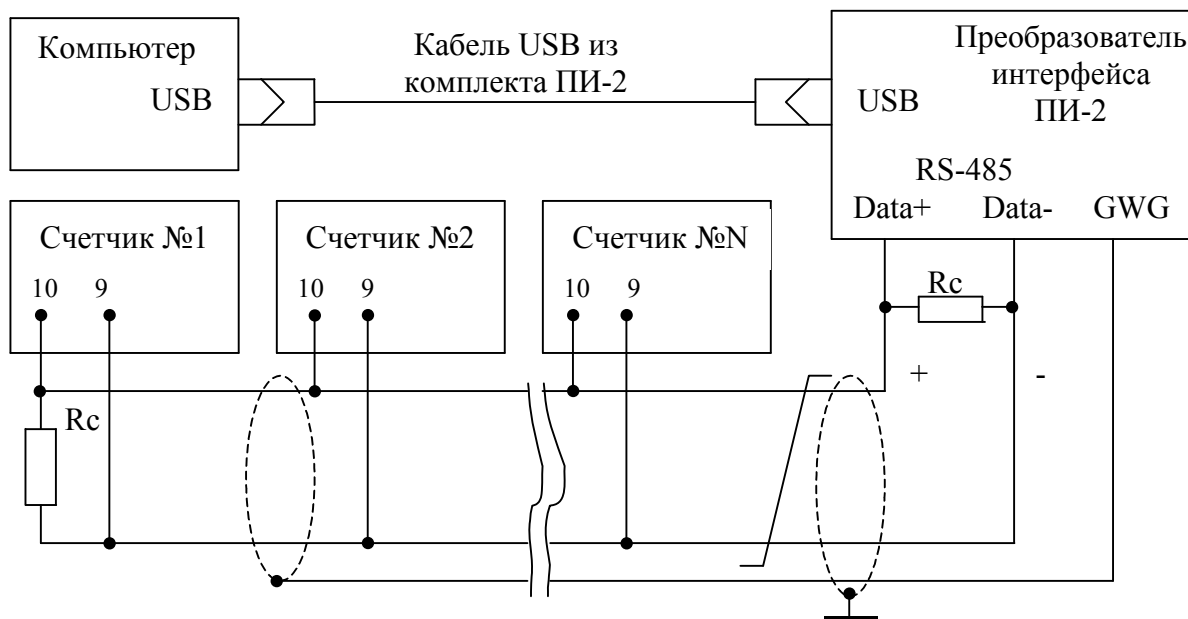 Компьютер
USB
Кабель USB из
комплекта ПИ-2
Преобразователь
интерфейса
ПИ-2
USB
RS-485
Data+ Data- GWG
Счетчик №1
10 9
Счетчик №2
10 9
Счетчик №N
10 9
Rc
+ -
Rc